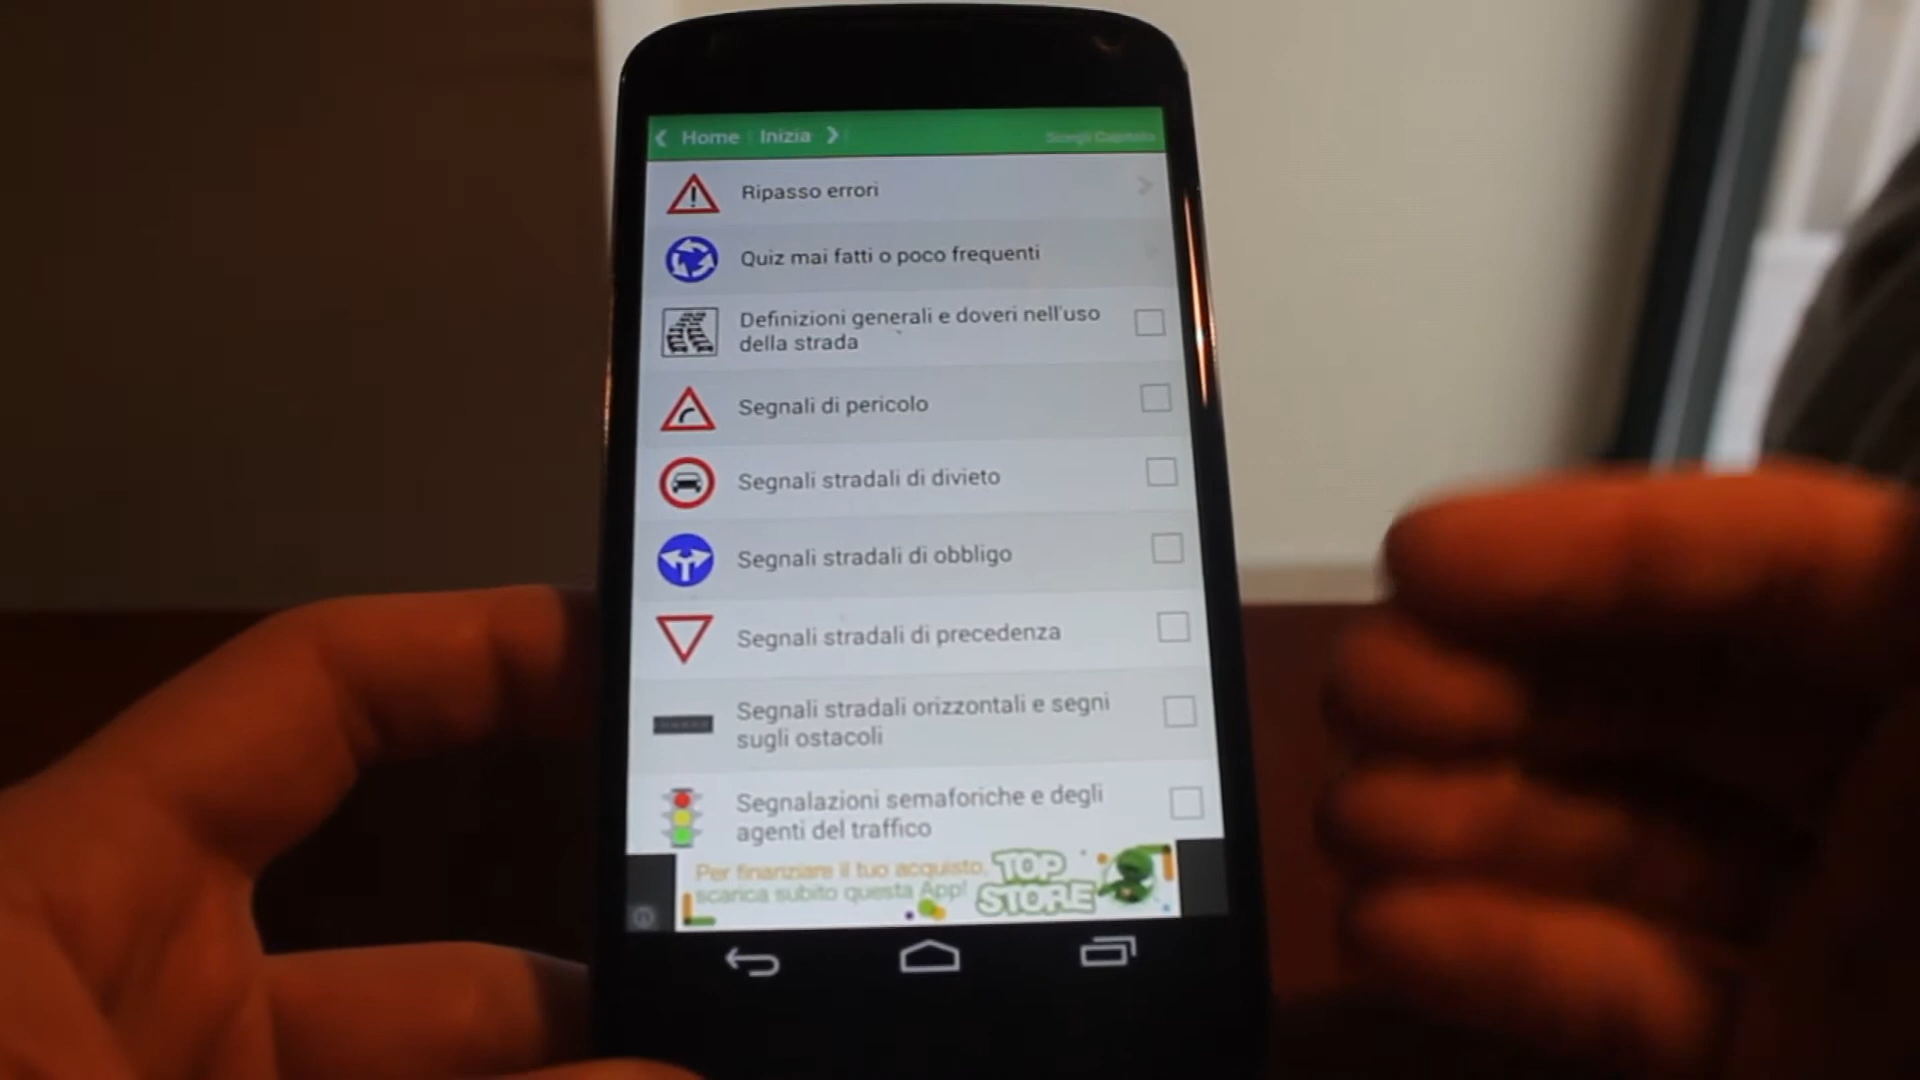 Home Inizia Scegli Capitolo
Ripasso errori
Quiz mai fatti o poco frequenti
Definizioni generali e doveri nell'uso
della strada
Segnali di pericolo
Segnali stradali di divieto
Segnali stradali di obbligo
Segnali stradali di precedenza
Segnali stradali orizzontali e segni
sugli ostacoli
Segnalazioni semaforiche e degli
agenti del traffico
Per finanziare il tuo acquisto,
scarica subito questa App!
TOP
STORE